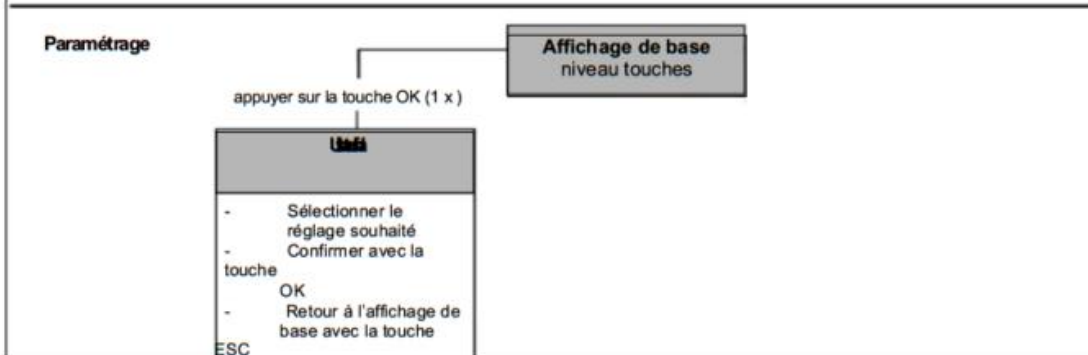 Paramétrage
Affichage de base
niveau touches
appuyer sur la touche OK (1 x )
- Sélectionner le
réglage souhaité
- Confirmer avec la
touche
OK
- Retour à l'affichage de
base avec la touche
ESC